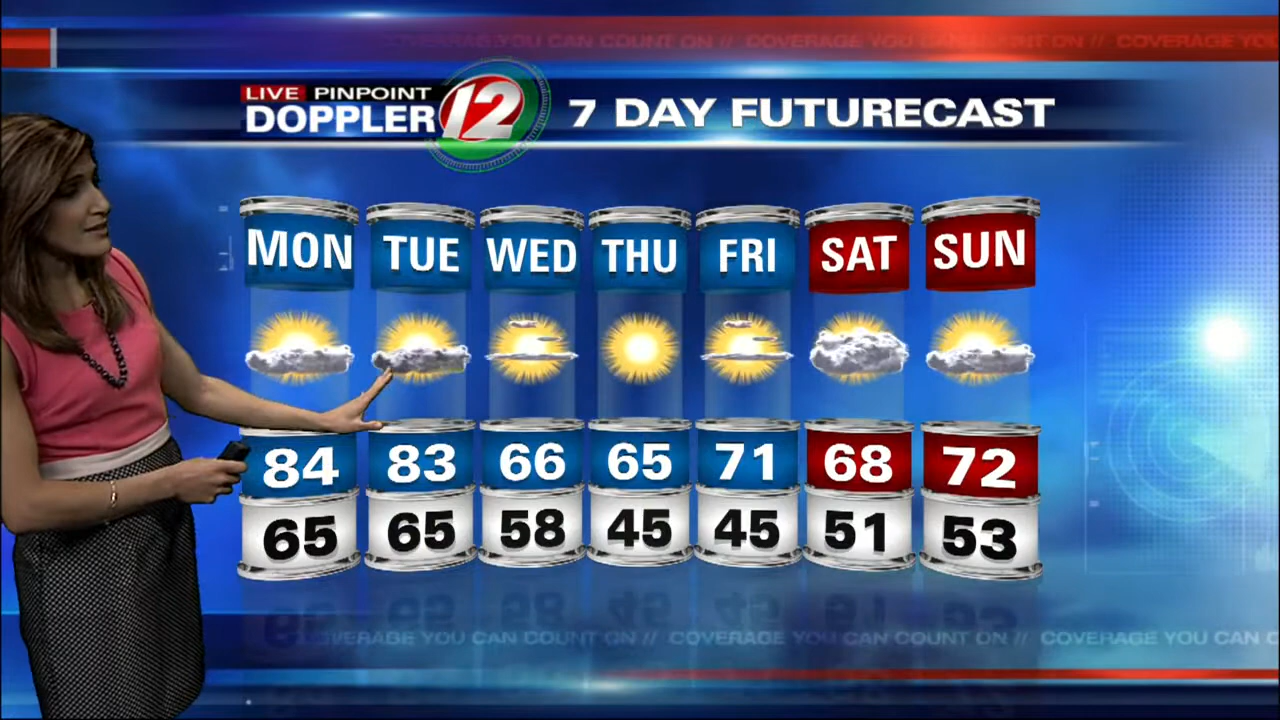 COVERAGE YOU CAN COUNT ON // COVERAGE YOU CAN COUNT ON // COVERAGE YOU
LIVE PINPOINT
DOPPLER 12
7 DAY FUTURECAST
MON TUE WED THU FRI SAT SUN
84 83 66 65 71 68 72
65 65 58 45 45 51 53
COVERAGE YOU CAN COUNT ON // COVERAGE YOU CAN COUNT ON // COVERAGE YOU CAN